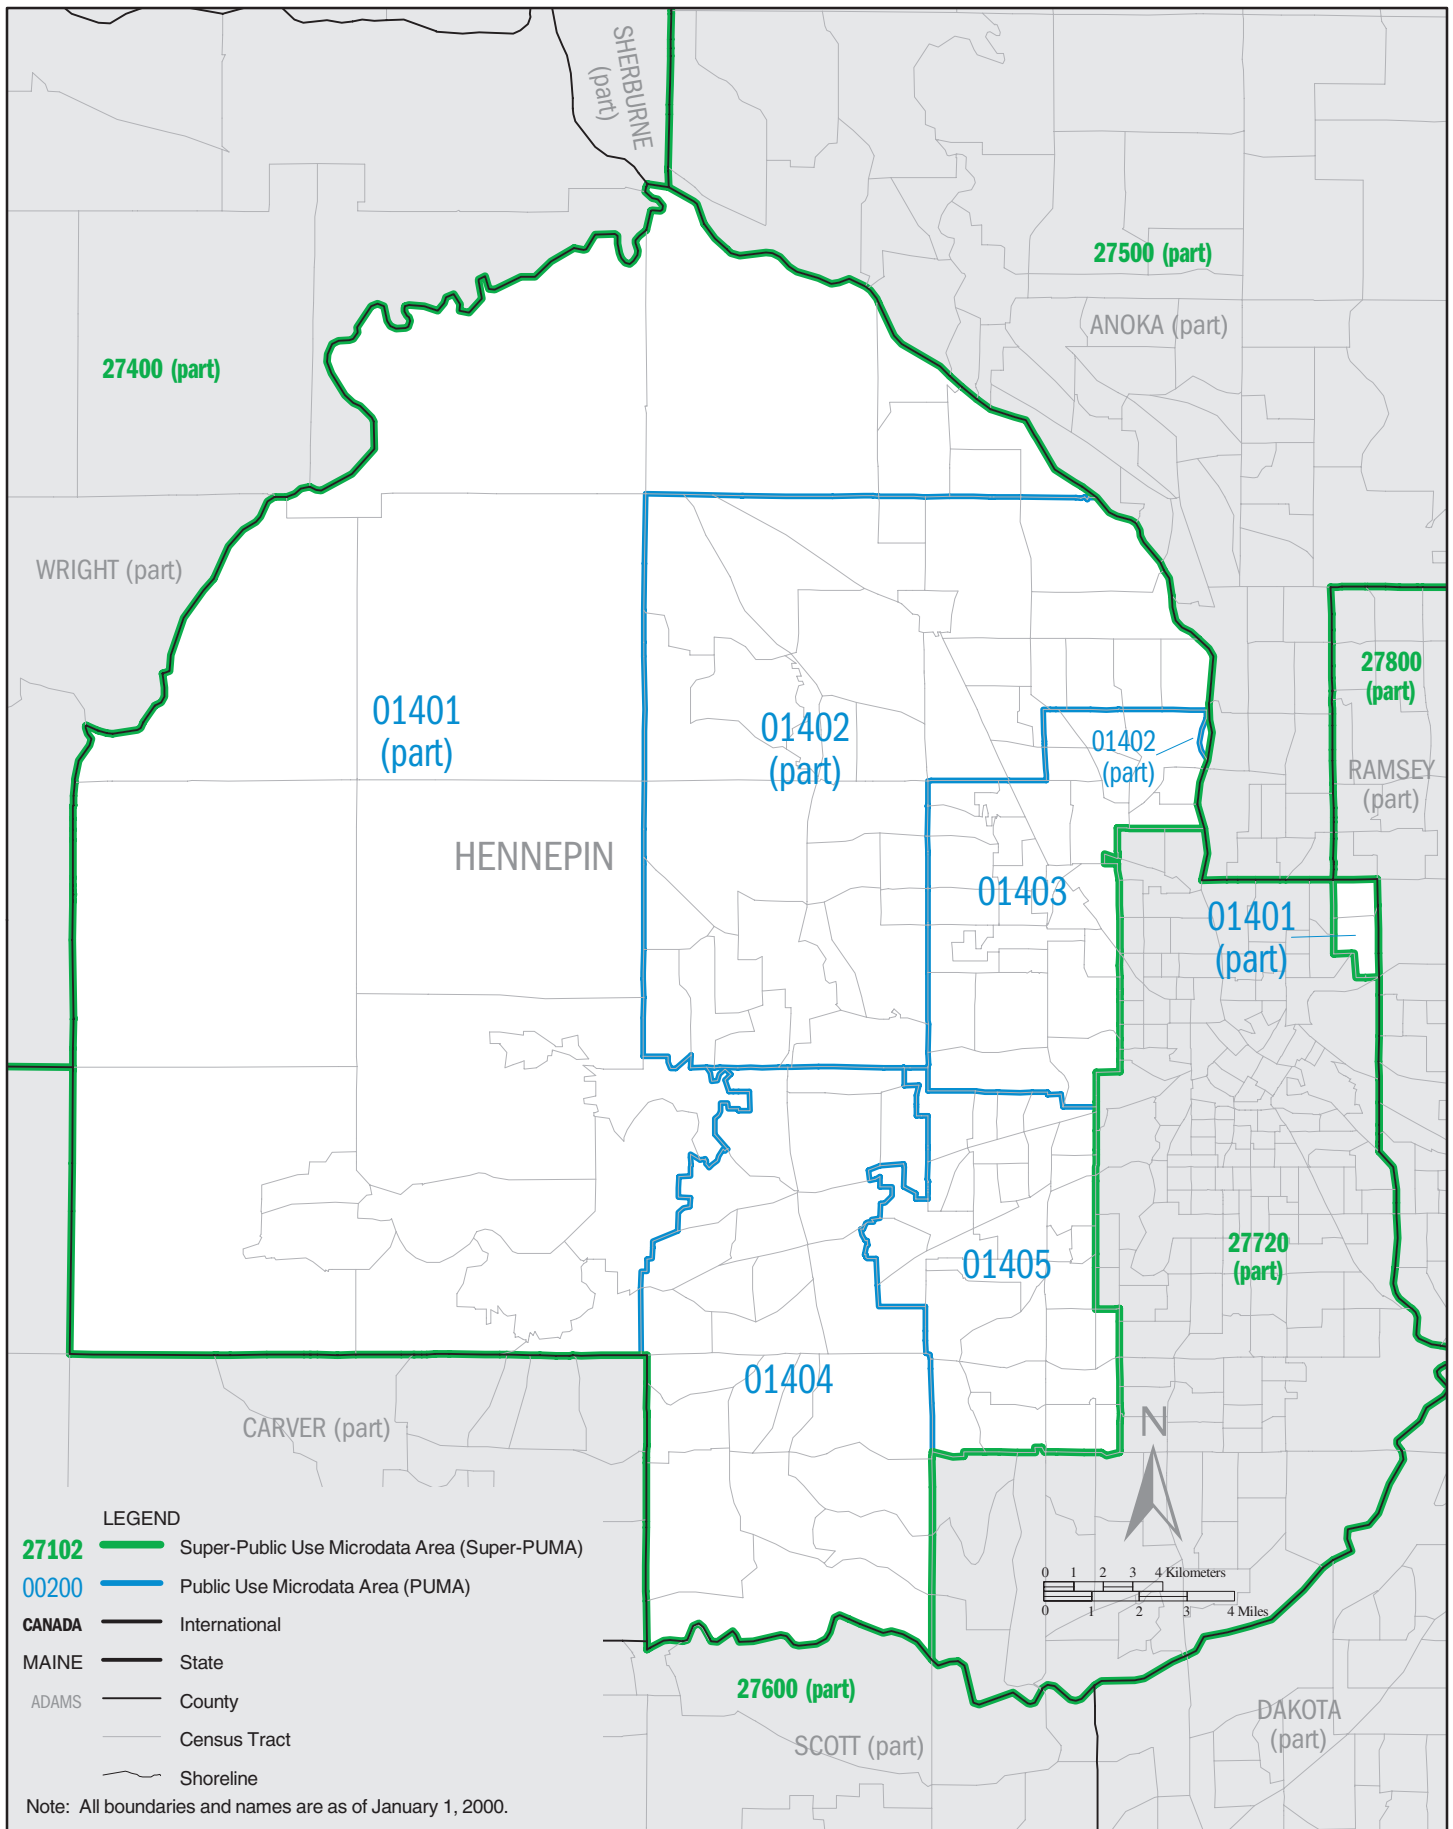 SHERBURNE
(part)
27500 (part)
ANOKA (part)
27400 (part)
WRIGHT (part)
27800
(part)
01401
(part)
01402
(part)
01402
(part)
RAMSEY
(part)
HENNEPIN
01403
01401
(part)
27720
(part)
01405
01404
CARVER (part)
N
LEGEND
27102 Super-Public Use Microdata Area (Super-PUMA)
00200 Public Use Microdata Area (PUMA)
CANADA International
MAINE State
ADAMS County
Census Tract
Shoreline
Note: All boundaries and names are as of January 1, 2000.
0 1 2 3 4 Kilometers
0 1 2 3 4 Miles
27600 (part)
SCOTT (part)
DAKOTA
(part)